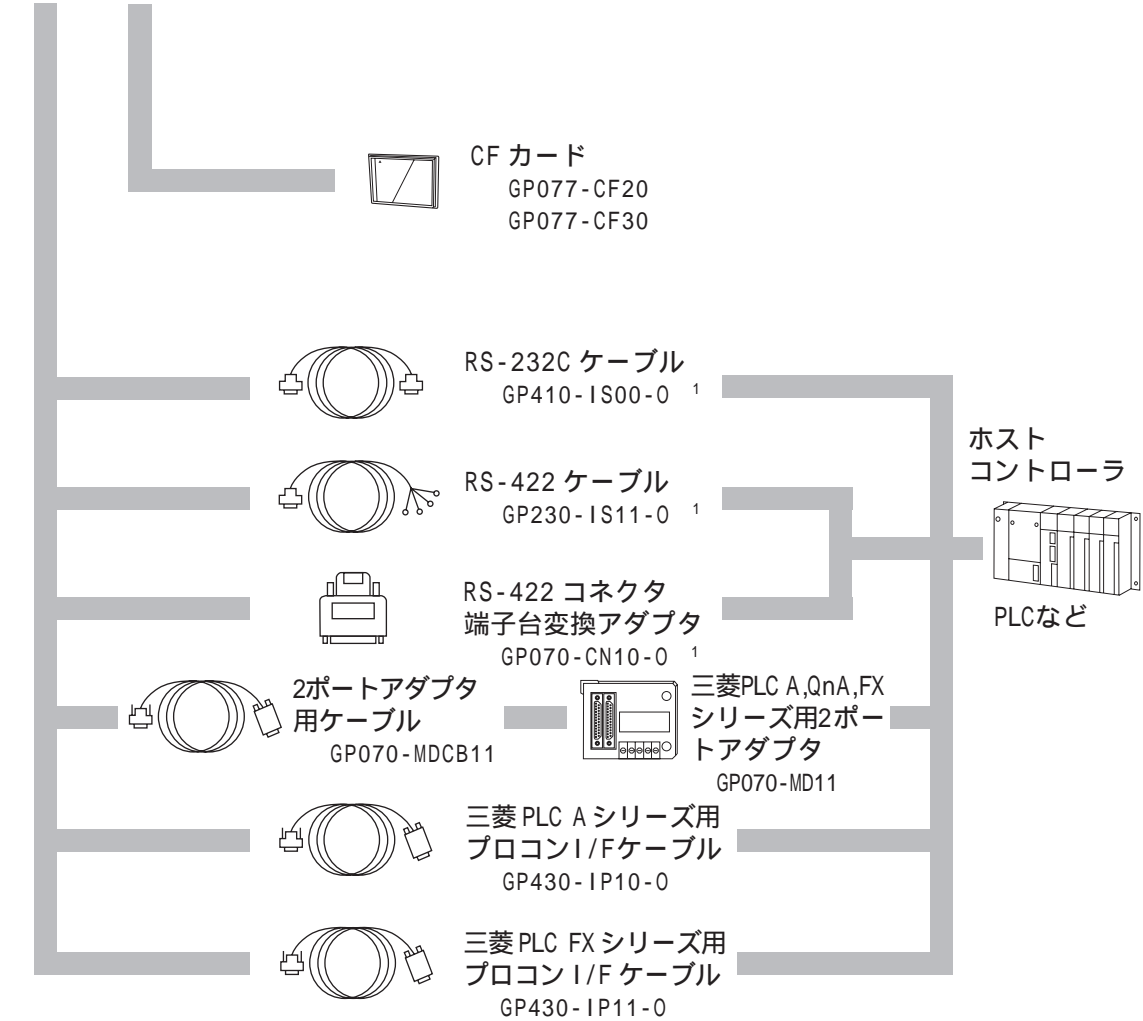 CF カード
GP077-CF20
GP077-CF30
RS-232C ケーブル
GP410-IS00-O 1
RS-422 ケーブル
GP230-IS11-O 1
RS-422 コネクタ
端子台変換アダプタ
GP070-CN10-O 1
ホスト
コントローラ
PLCなど
2ポートアダプタ
用ケーブル
GP070-MDCB11
三菱PLC A,QnA,FX
シリーズ用2ポー
トアダプタ
GP070-MD11
三菱 PLC A シリーズ用
プロコンI/Fケーブル
GP430-IP10-O
三菱 PLC FX シリーズ用
プロコン I/F ケーブル
GP430-IP11-O